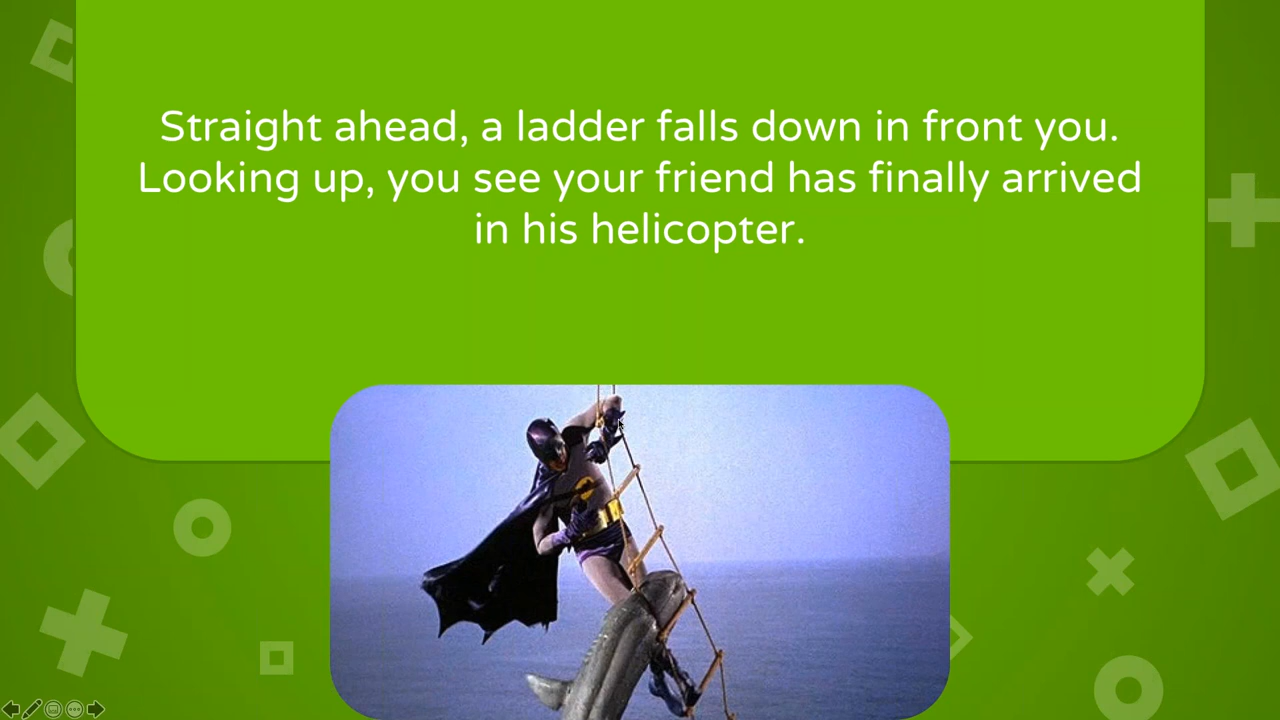 Straight ahead, a ladder falls down in front you.
Looking up, you see your friend has finally arrived
in his helicopter.